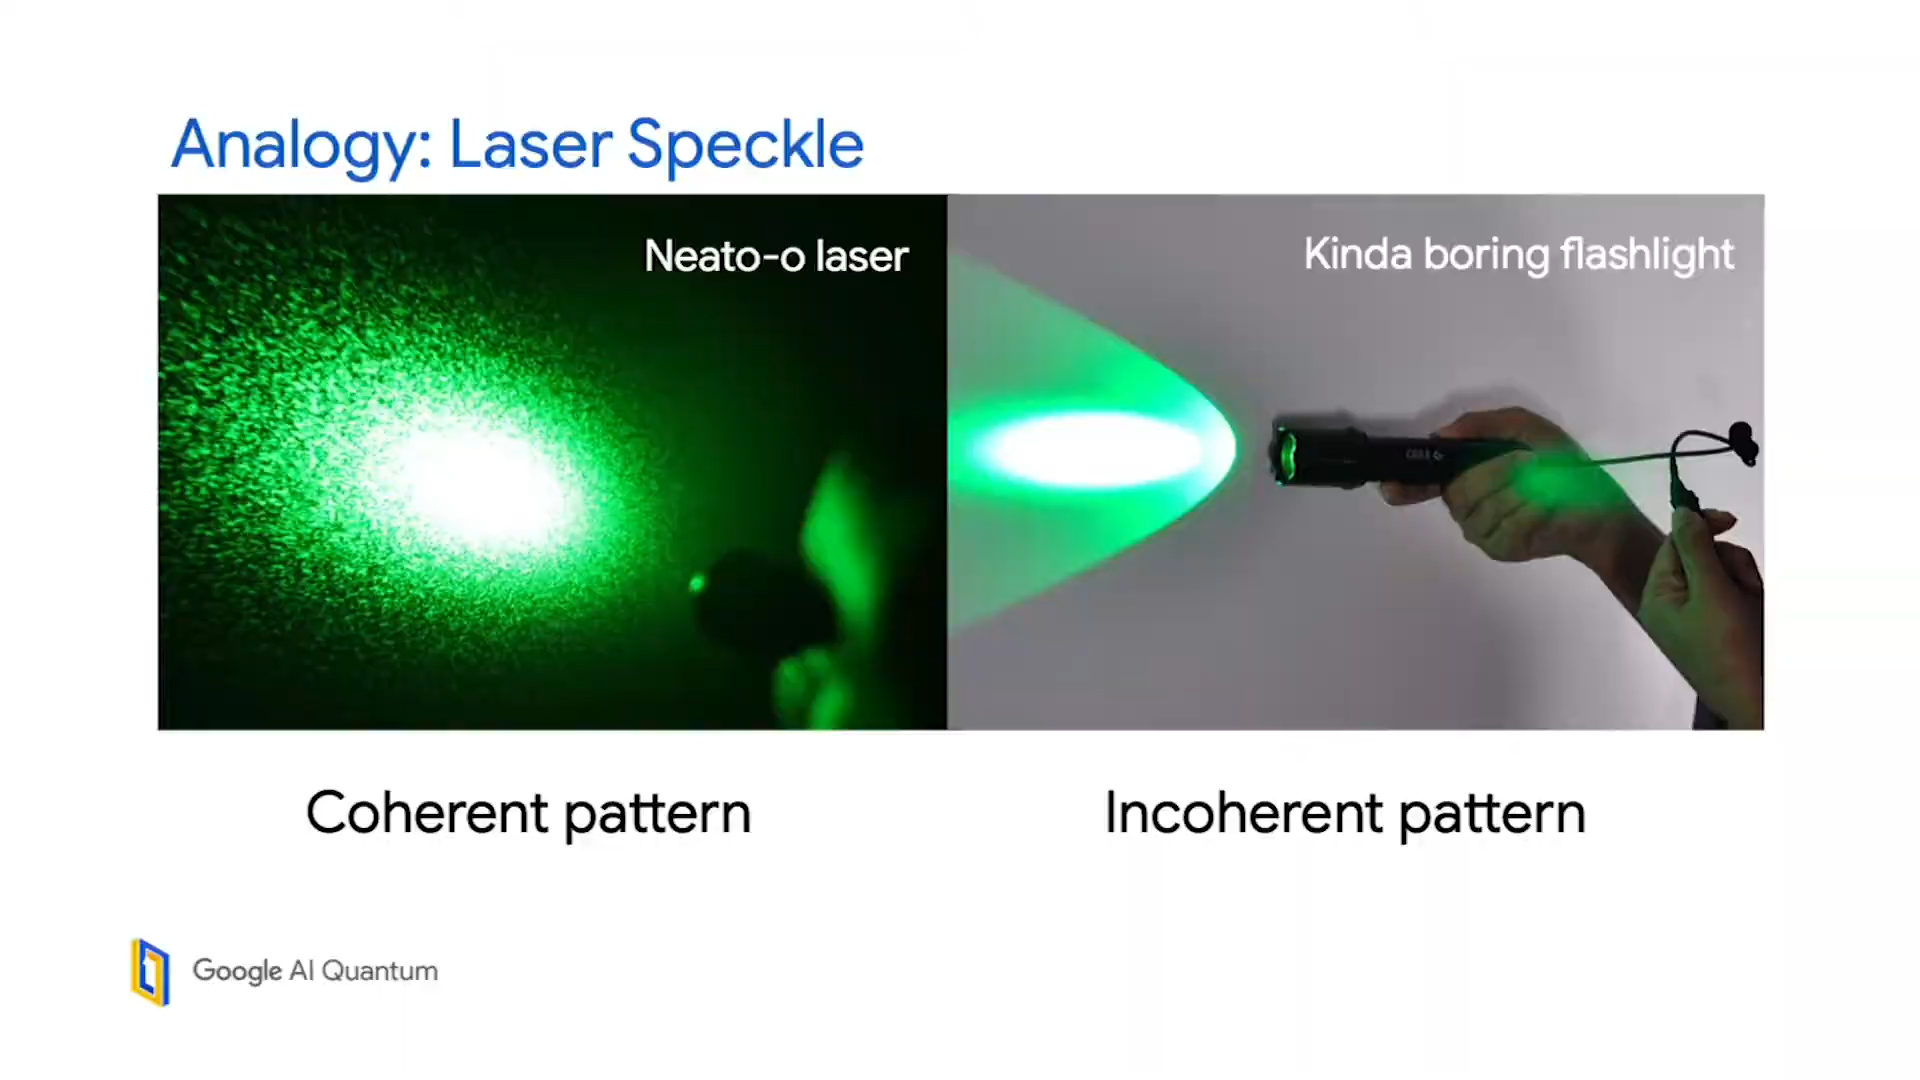 Analogy: Laser Speckle
Neato-o laser
Kinda boring flashlight
Coherent pattern
Incoherent pattern
Google AI Quantum